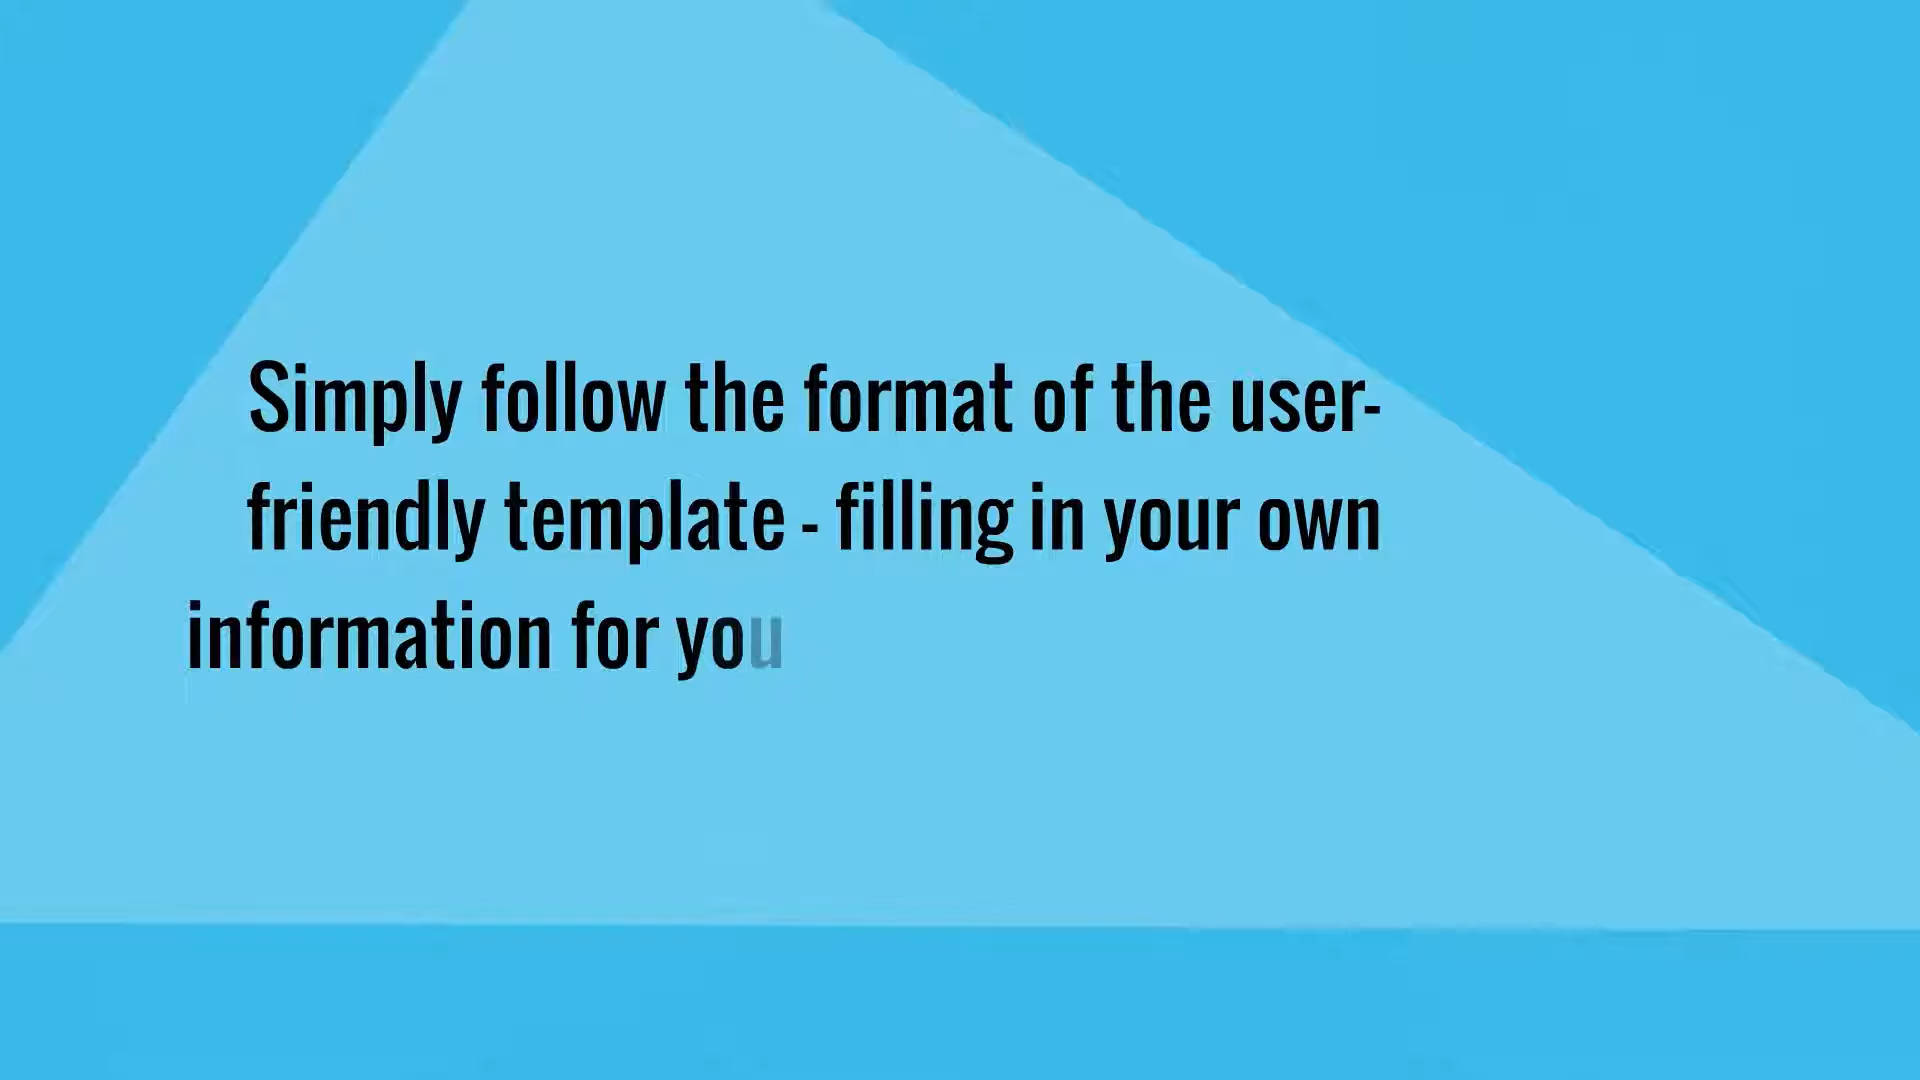 Simply follow the format of the user-
friendly template - filling in your own
information for you